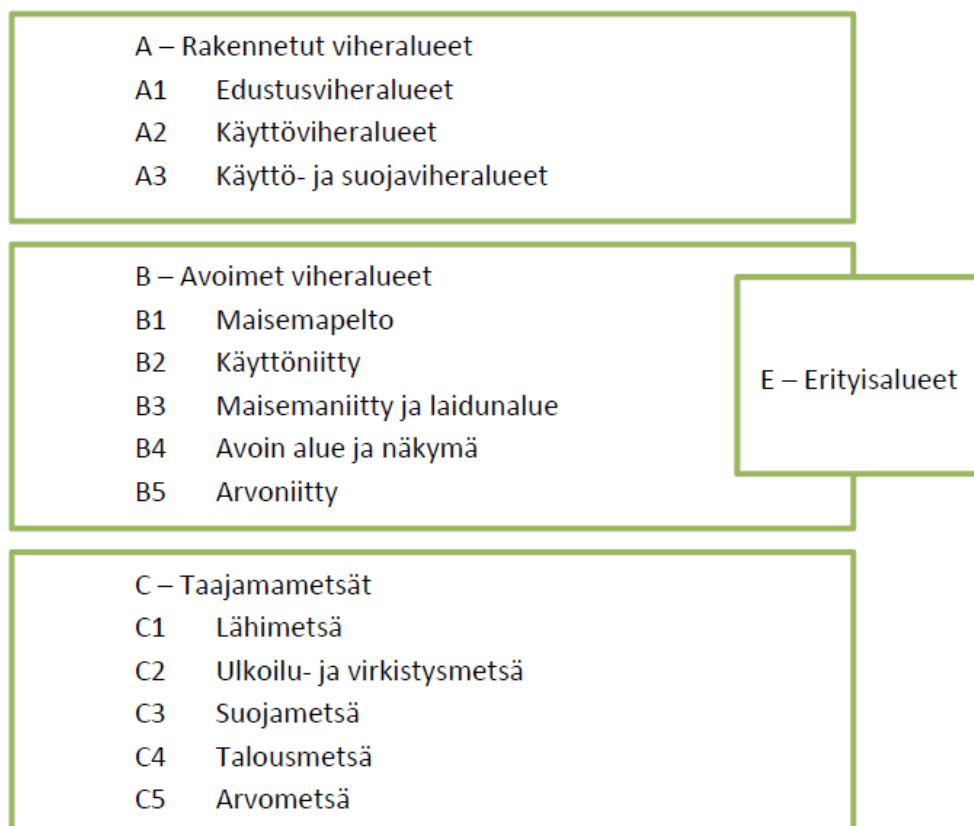 A – Rakennetut viheralueet
A1 Edustusviheralueet
A2 Käyttöviheralueet
A3 Käyttö- ja suojaviheralueet
B – Avoimet viheralueet
B1 Maisemapelto
B2 Käyttöniitty
B3 Maisemaniitty ja laidunalue
B4 Avoin alue ja näkymä
B5 Arvoniitty
E – Erityisalueet
C – Taajamametsät
C1 Lähimetsä
C2 Ulkoilu- ja virkistysmetsä
C3 Suojametsä
C4 Talousmetsä
C5 Arvometsä